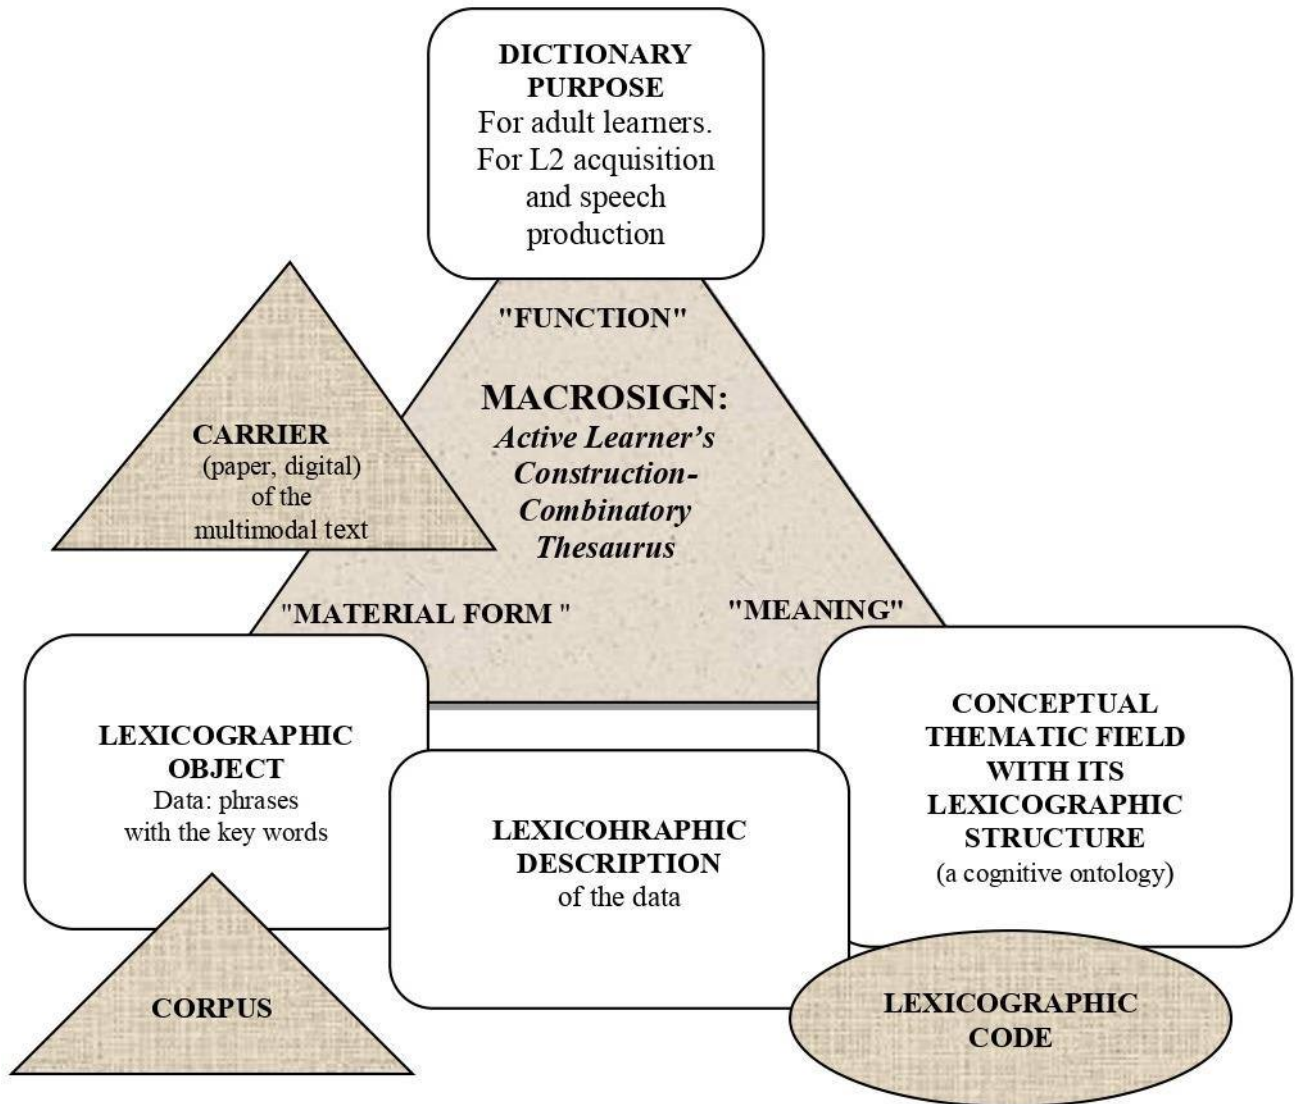 DICTIONARY
PURPOSE
For adult learners.
For L2 acquisition
and speech
production
"FUNCTION"
MACROSIGN:
Active Learner's
Construction-
Combinatory
Thesaurus
CARRIER
(paper, digital)
of the
multimodal text
"MATERIAL FORM "
"MEANING"
LEXICOGRAPHIC
OBJECT
Data: phrases
with the key words
LEXICOHRAPHIC
DESCRIPTION
of the data
CONCEPTUAL
THEMATIC FIELD
WITH ITS
LEXICOGRAPHIC
STRUCTURE
(a cognitive ontology)
CORPUS
LEXICOGRAPHIC
CODE